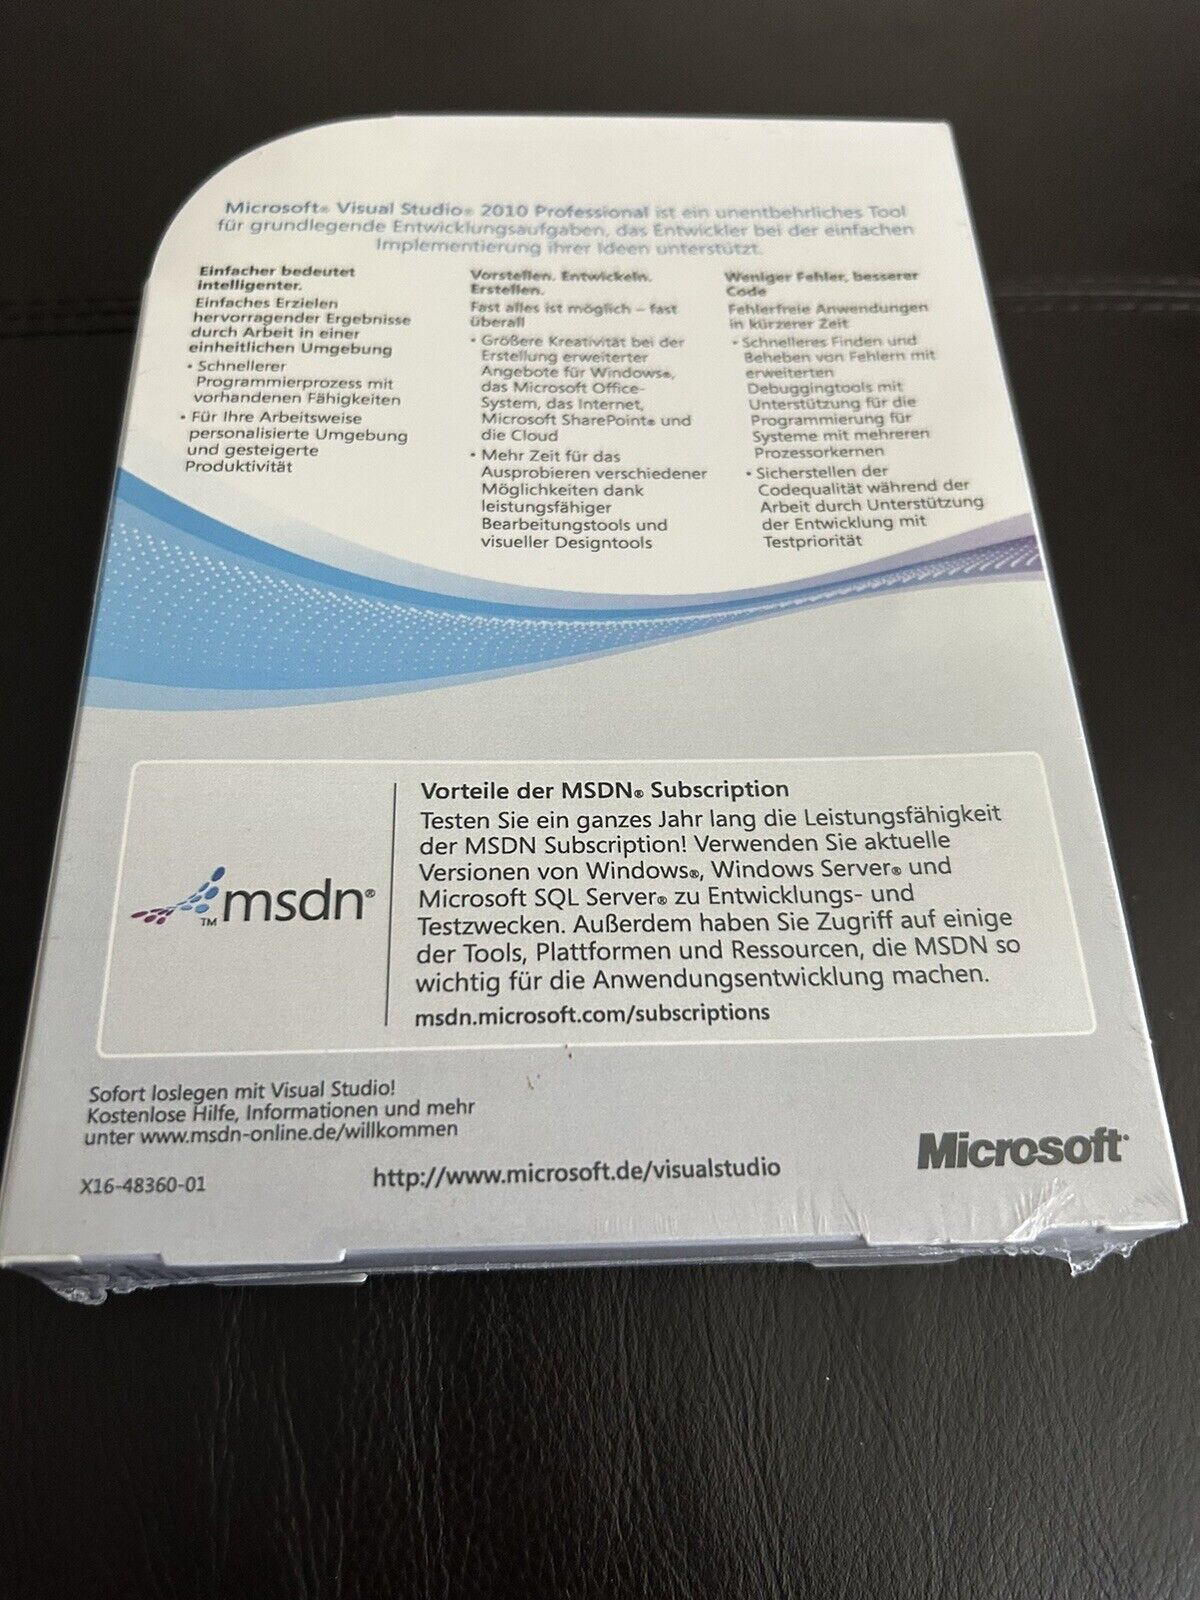 Microsoft® Visual Studio® 2010 Professional ist ein unentbehrliches Tool
für grundlegende Entwicklungsaufgaben, das Entwickler bei der einfachen
Implementierung ihrer Ideen unterstützt.
Einfacher bedeutet
intelligenter.
Einfaches Erzielen
hervorragender Ergebnisse
durch Arbeit in einer
einheitlichen Umgebung
• Schnellerer
Programmierprozess mit
vorhandenen Fähigkeiten
• Für Ihre Arbeitsweise
personalisierte Umgebung
und gesteigerte
Produktivität
Vorstellen. Entwickeln.
Erstellen.
Fast alles ist möglich – fast
überall
• Größere Kreativität bei der
Erstellung erweiterter
Angebote für Windows®,
das Microsoft Office-
System, das Internet,
Microsoft SharePoint® und
die Cloud
• Mehr Zeit für das
Ausprobieren verschiedener
Möglichkeiten dank
leistungsfähiger
Bearbeitungstools und
visueller Designtools
Weniger Fehler, besserer
Code
Fehlerfreie Anwendungen
in kürzerer Zeit
• Schnelleres Finden und
Beheben von Fehlern mit
erweiterten
Debuggingtools mit
Unterstützung für die
Programmierung für
Systeme mit mehreren
Prozessorkernen
• Sicherstellen der
Codequalität während der
Arbeit durch Unterstützung
der Entwicklung mit
Testpriorität
™msdn®
Vorteile der MSDN® Subscription
Testen Sie ein ganzes Jahr lang die Leistungsfähigkeit
der MSDN Subscription! Verwenden Sie aktuelle
Versionen von Windows®, Windows Server® und
Microsoft SQL Server® zu Entwicklungs- und
Testzwecken. Außerdem haben Sie Zugriff auf einige
der Tools, Plattformen und Ressourcen, die MSDN so
wichtig für die Anwendungsentwicklung machen.
msdn.microsoft.com/subscriptions
Sofort loslegen mit Visual Studio!
Kostenlose Hilfe, Informationen und mehr
unter www.msdn-online.de/willkommen
X16-48360-01
http://www.microsoft.de/visualstudio
Microsoft®